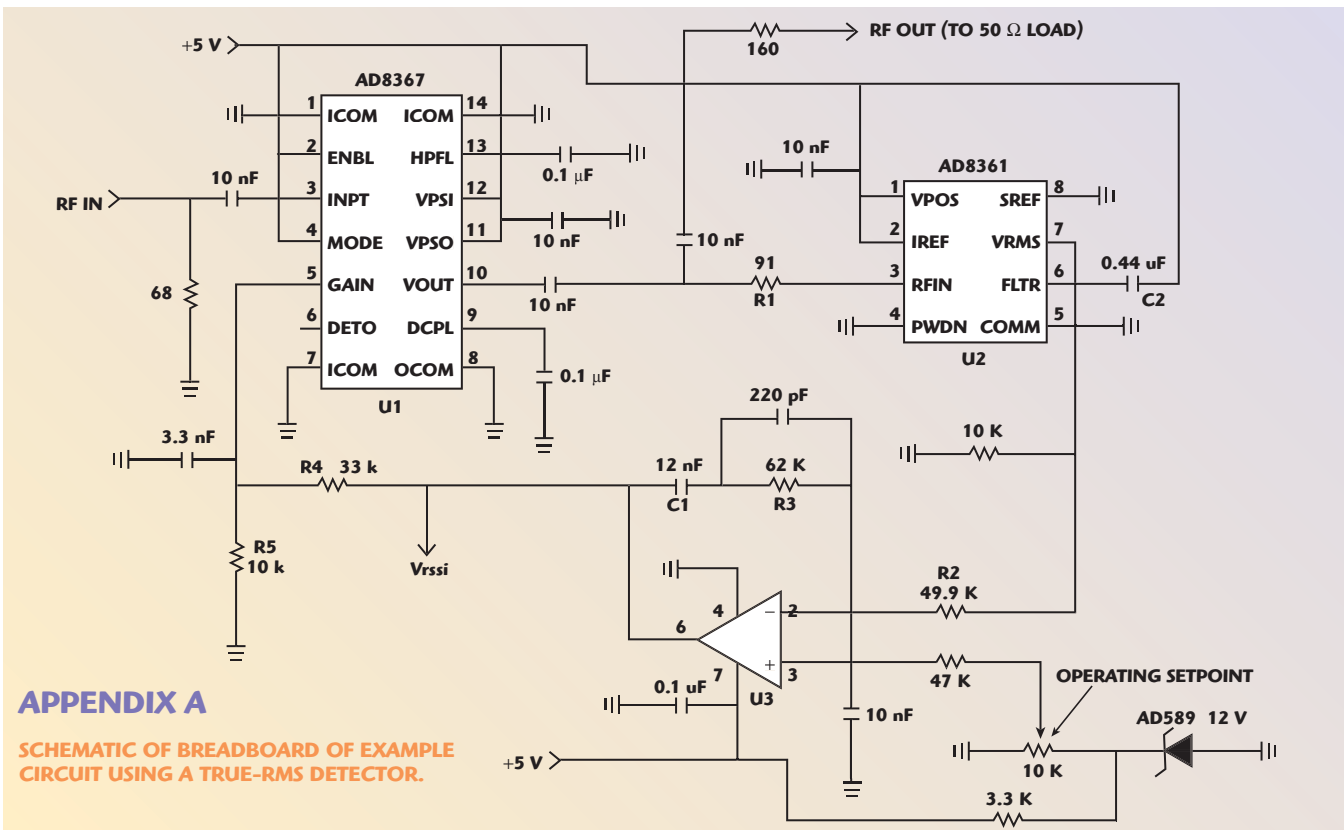 +5 V
160
RF OUT (TO 50 Ω LOAD)
AD8367
1 ICOM ICOM 14
2 ENBL HPFL 13
3 INPT VPSI 12
4 MODE VPSO 11
5 GAIN VOUT 10
6 DETO DCPL 9
7 ICOM OCOM 8
U1
RF IN
10 nF
68
0.1 μF
10 nF
10 nF
0.1 μF
10 nF
91
R1
10 nF
AD8361
1 VPOS SREF 8
2 IREF VRMS 7
3 RFIN FLTR 6
4 PWDN COMM 5
U2
0.44 uF
C2
3.3 nF
R4 33 k
R5
10 k
Vrssi
12 nF
C1
220 pF
62 K
R3
10 K
4
2
6
−
+
7
3
U3
R2
49.9 K
47 K
0.1 uF
10 nF
OPERATING SETPOINT
AD589 12 V
10 K
3.3 K
+5 V
APPENDIX A
SCHEMATIC OF BREADBOARD OF EXAMPLE
CIRCUIT USING A TRUE-RMS DETECTOR.